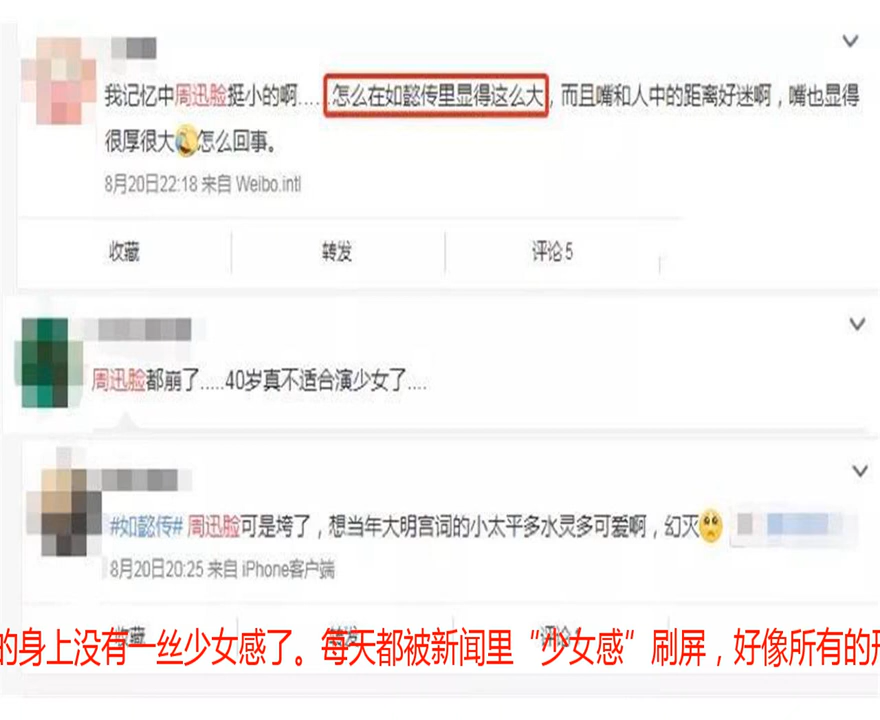 我记忆中周迅脸挺小的啊.....怎么在如懿传里显得这么大，而且嘴和人中的距离好迷啊，嘴也显得
很厚很大怎么回事。
8月20日22:18 来自 Weibo.intl
收藏 转发 评论 5
周迅脸都崩了.....40岁真不适合演少女了....
#如懿传# 周迅脸可是垮了，想当年大明宫词的小太平多水灵多可爱啊，幻灭
8月20日20:25 来自 iPhone客户端
收藏 转发 评论
的身上没有一丝少女感了。每天都被新闻里“少女感”刷屏，好像所有的